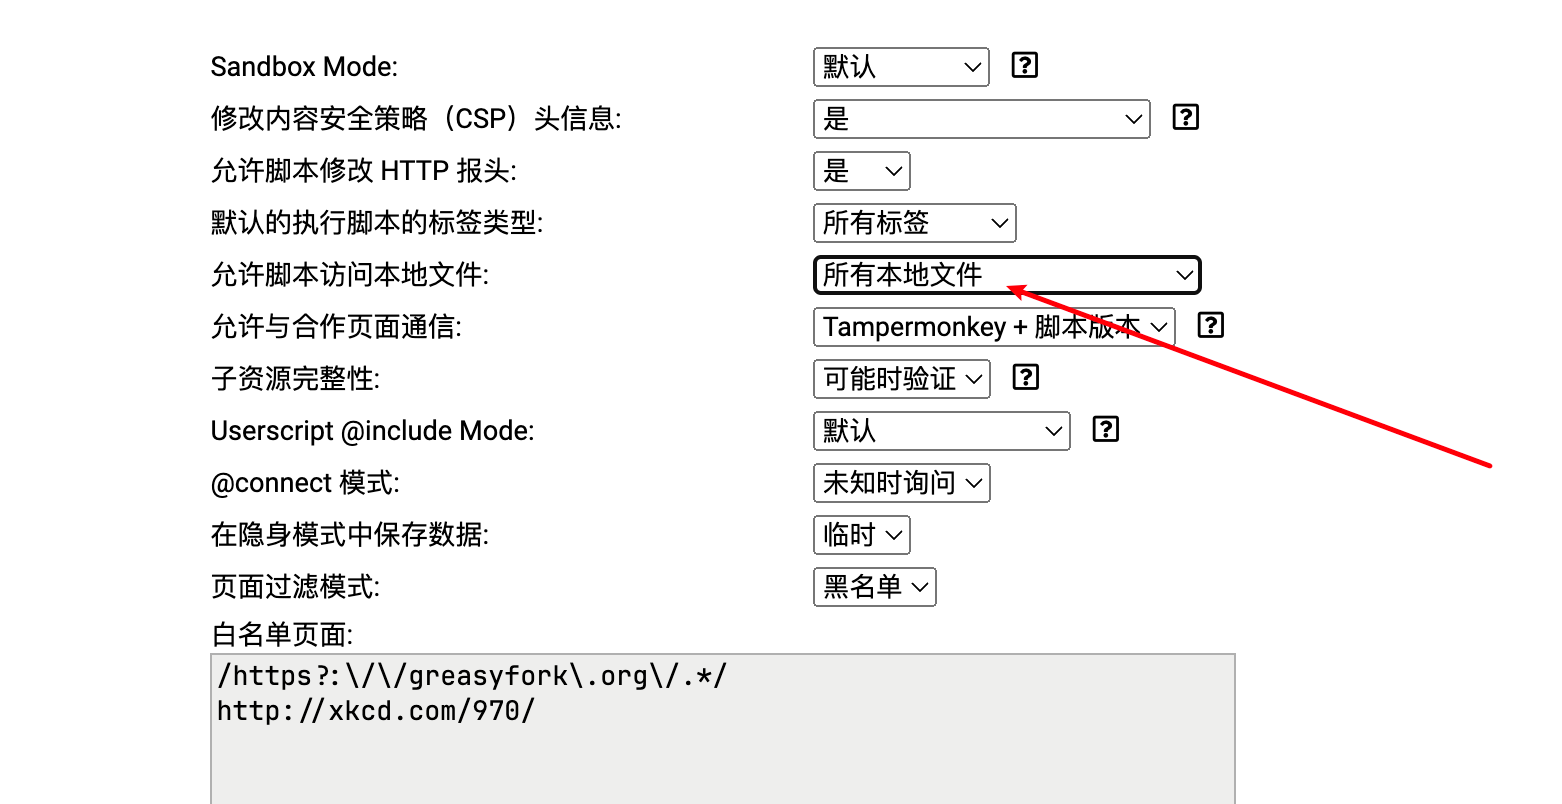 Sandbox Mode: 默认 ?
修改内容安全策略（CSP）头信息: 是 ?
允许脚本修改 HTTP 报头: 是
默认的执行脚本的标签类型: 所有标签
允许脚本访问本地文件: 所有本地文件
允许与合作页面通信: Tampermonkey + 脚本版本 ?
子资源完整性: 可能时验证 ?
Userscript @include Mode: 默认 ?
@connect 模式: 未知时询问
在隐身模式中保存数据: 临时
页面过滤模式: 黑名单
白名单页面:
/https?:\/\/greasyfork\.org\/.*/
http://xkcd.com/970/